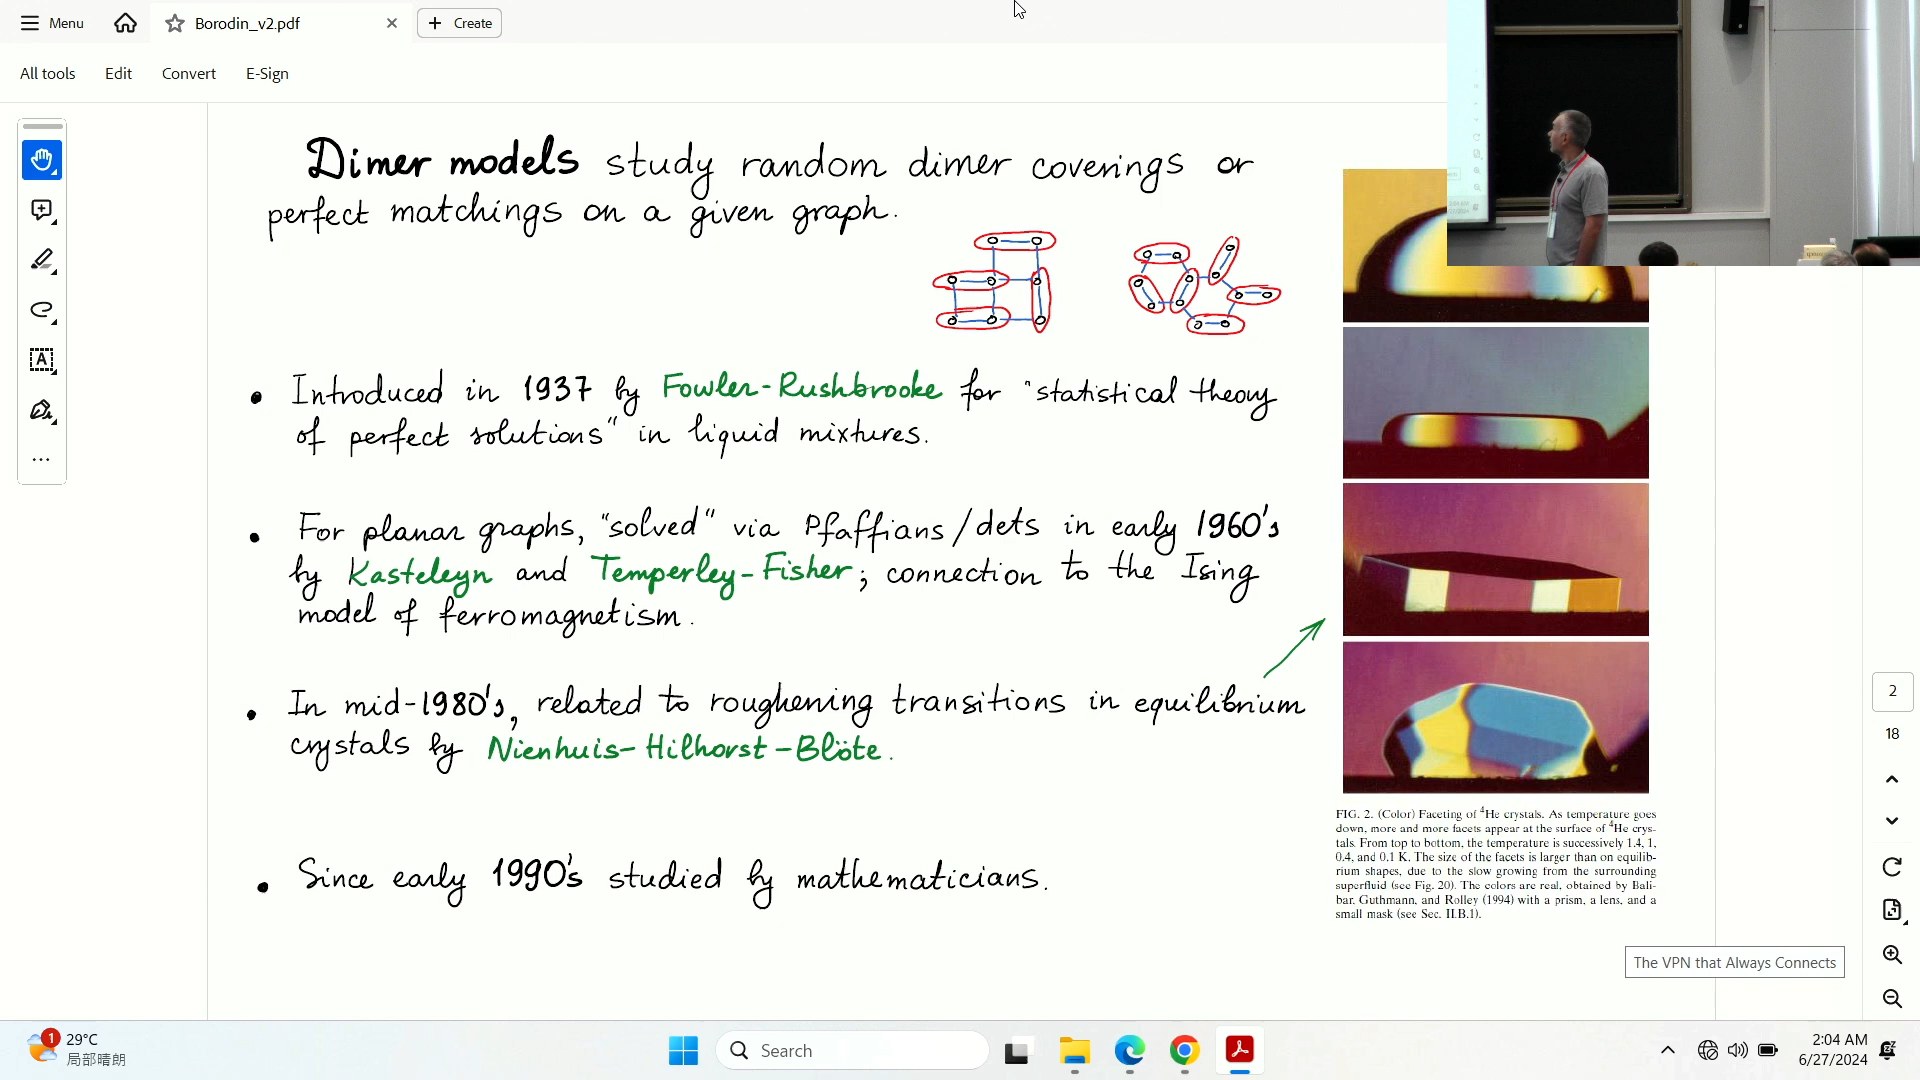 Menu
Borodin_v2.pdf
Create
All tools
Edit
Convert
E-Sign
Dimer models study random dimer coverings or
perfect matchings on a given graph.
• Introduced in 1937 by Fowler-Rushbrooke for "statistical theory
of perfect solutions" in liquid mixtures.
• For planar graphs, "solved" via Pfaffians/dets in early 1960's
by Kasteleyn and Temperley-Fisher; connection to the Ising
model of ferromagnetism.
• In mid-1980's, related to roughening transitions in equilibrium
crystals by Nienhuis-Hilhorst-Blöte.
• Since early 1990's studied by mathematicians.
FIG. 2. (Color) Faceting of ⁴He crystals. As temperature goes
down, more and more facets appear at the surface of ⁴He crys-
tals. From top to bottom, the temperature is successively 1.4, 1,
0.4, and 0.1 K. The size of the facets is larger than on equilib-
rium shapes, due to the slow growing from the surrounding
superfluid (see Fig. 20). The colors are real, obtained by Bali-
bar, Guthmann, and Rolley (1994) with a prism, a lens, and a
small mask (see Sec. II.B.1).
2
18
The VPN that Always Connects
1
29°C
局部晴朗
Search
2:04 AM
6/27/2024